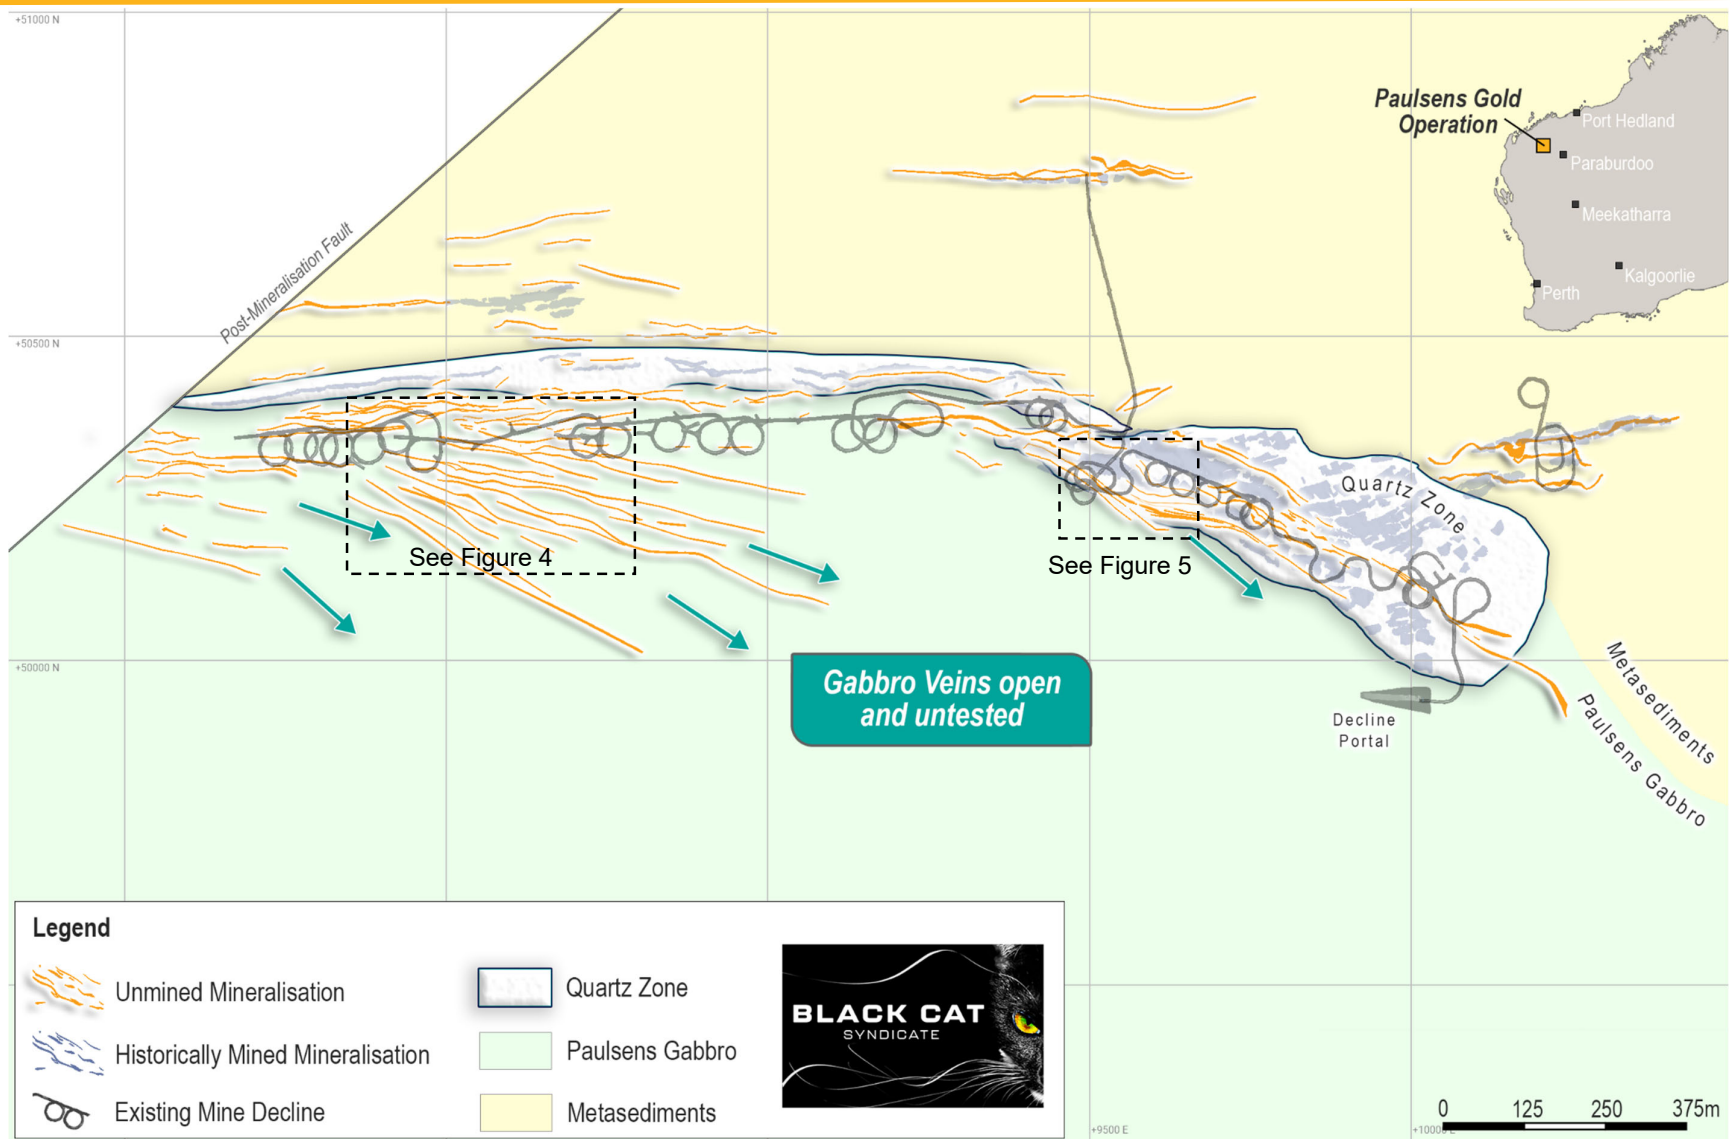 +51000 N
Paulsens Gold
Operation
Port Hedland
Paraburdoo
Meekatharra
Kalgoorlie
Perth
Post-Mineralisation Fault
+50500 N
Quartz Zone
See Figure 4
See Figure 5
+50000 N
Gabbro Veins open
and untested
Decline
Portal
Metasediments
Paulsens Gabbro
Legend
Unmined Mineralisation
Historically Mined Mineralisation
Existing Mine Decline
Quartz Zone
Paulsens Gabbro
Metasediments
BLACK CAT
SYNDICATE
0 125 250 375m
+9500 E
+10000 E